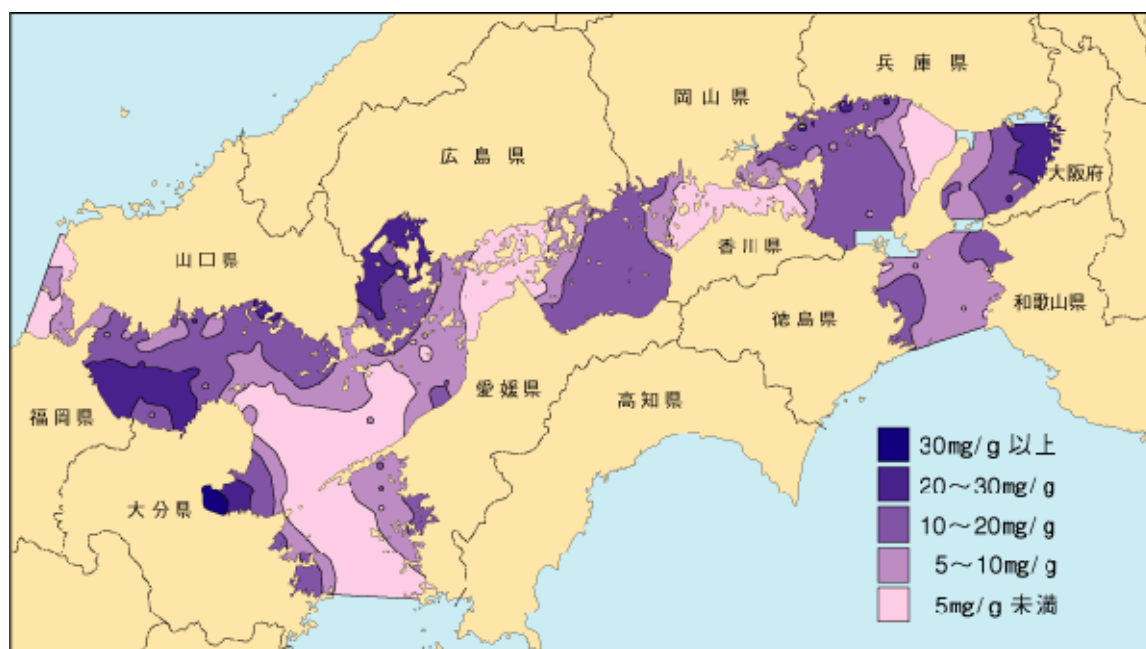 兵庫県
岡山県
広島県
大阪府
山口県
香川県
和歌山県
徳島県
愛媛県
高知県
福岡県
大分県
30mg/g 以上
20～30mg/g
10～20mg/g
5～10mg/g
5mg/g 未満